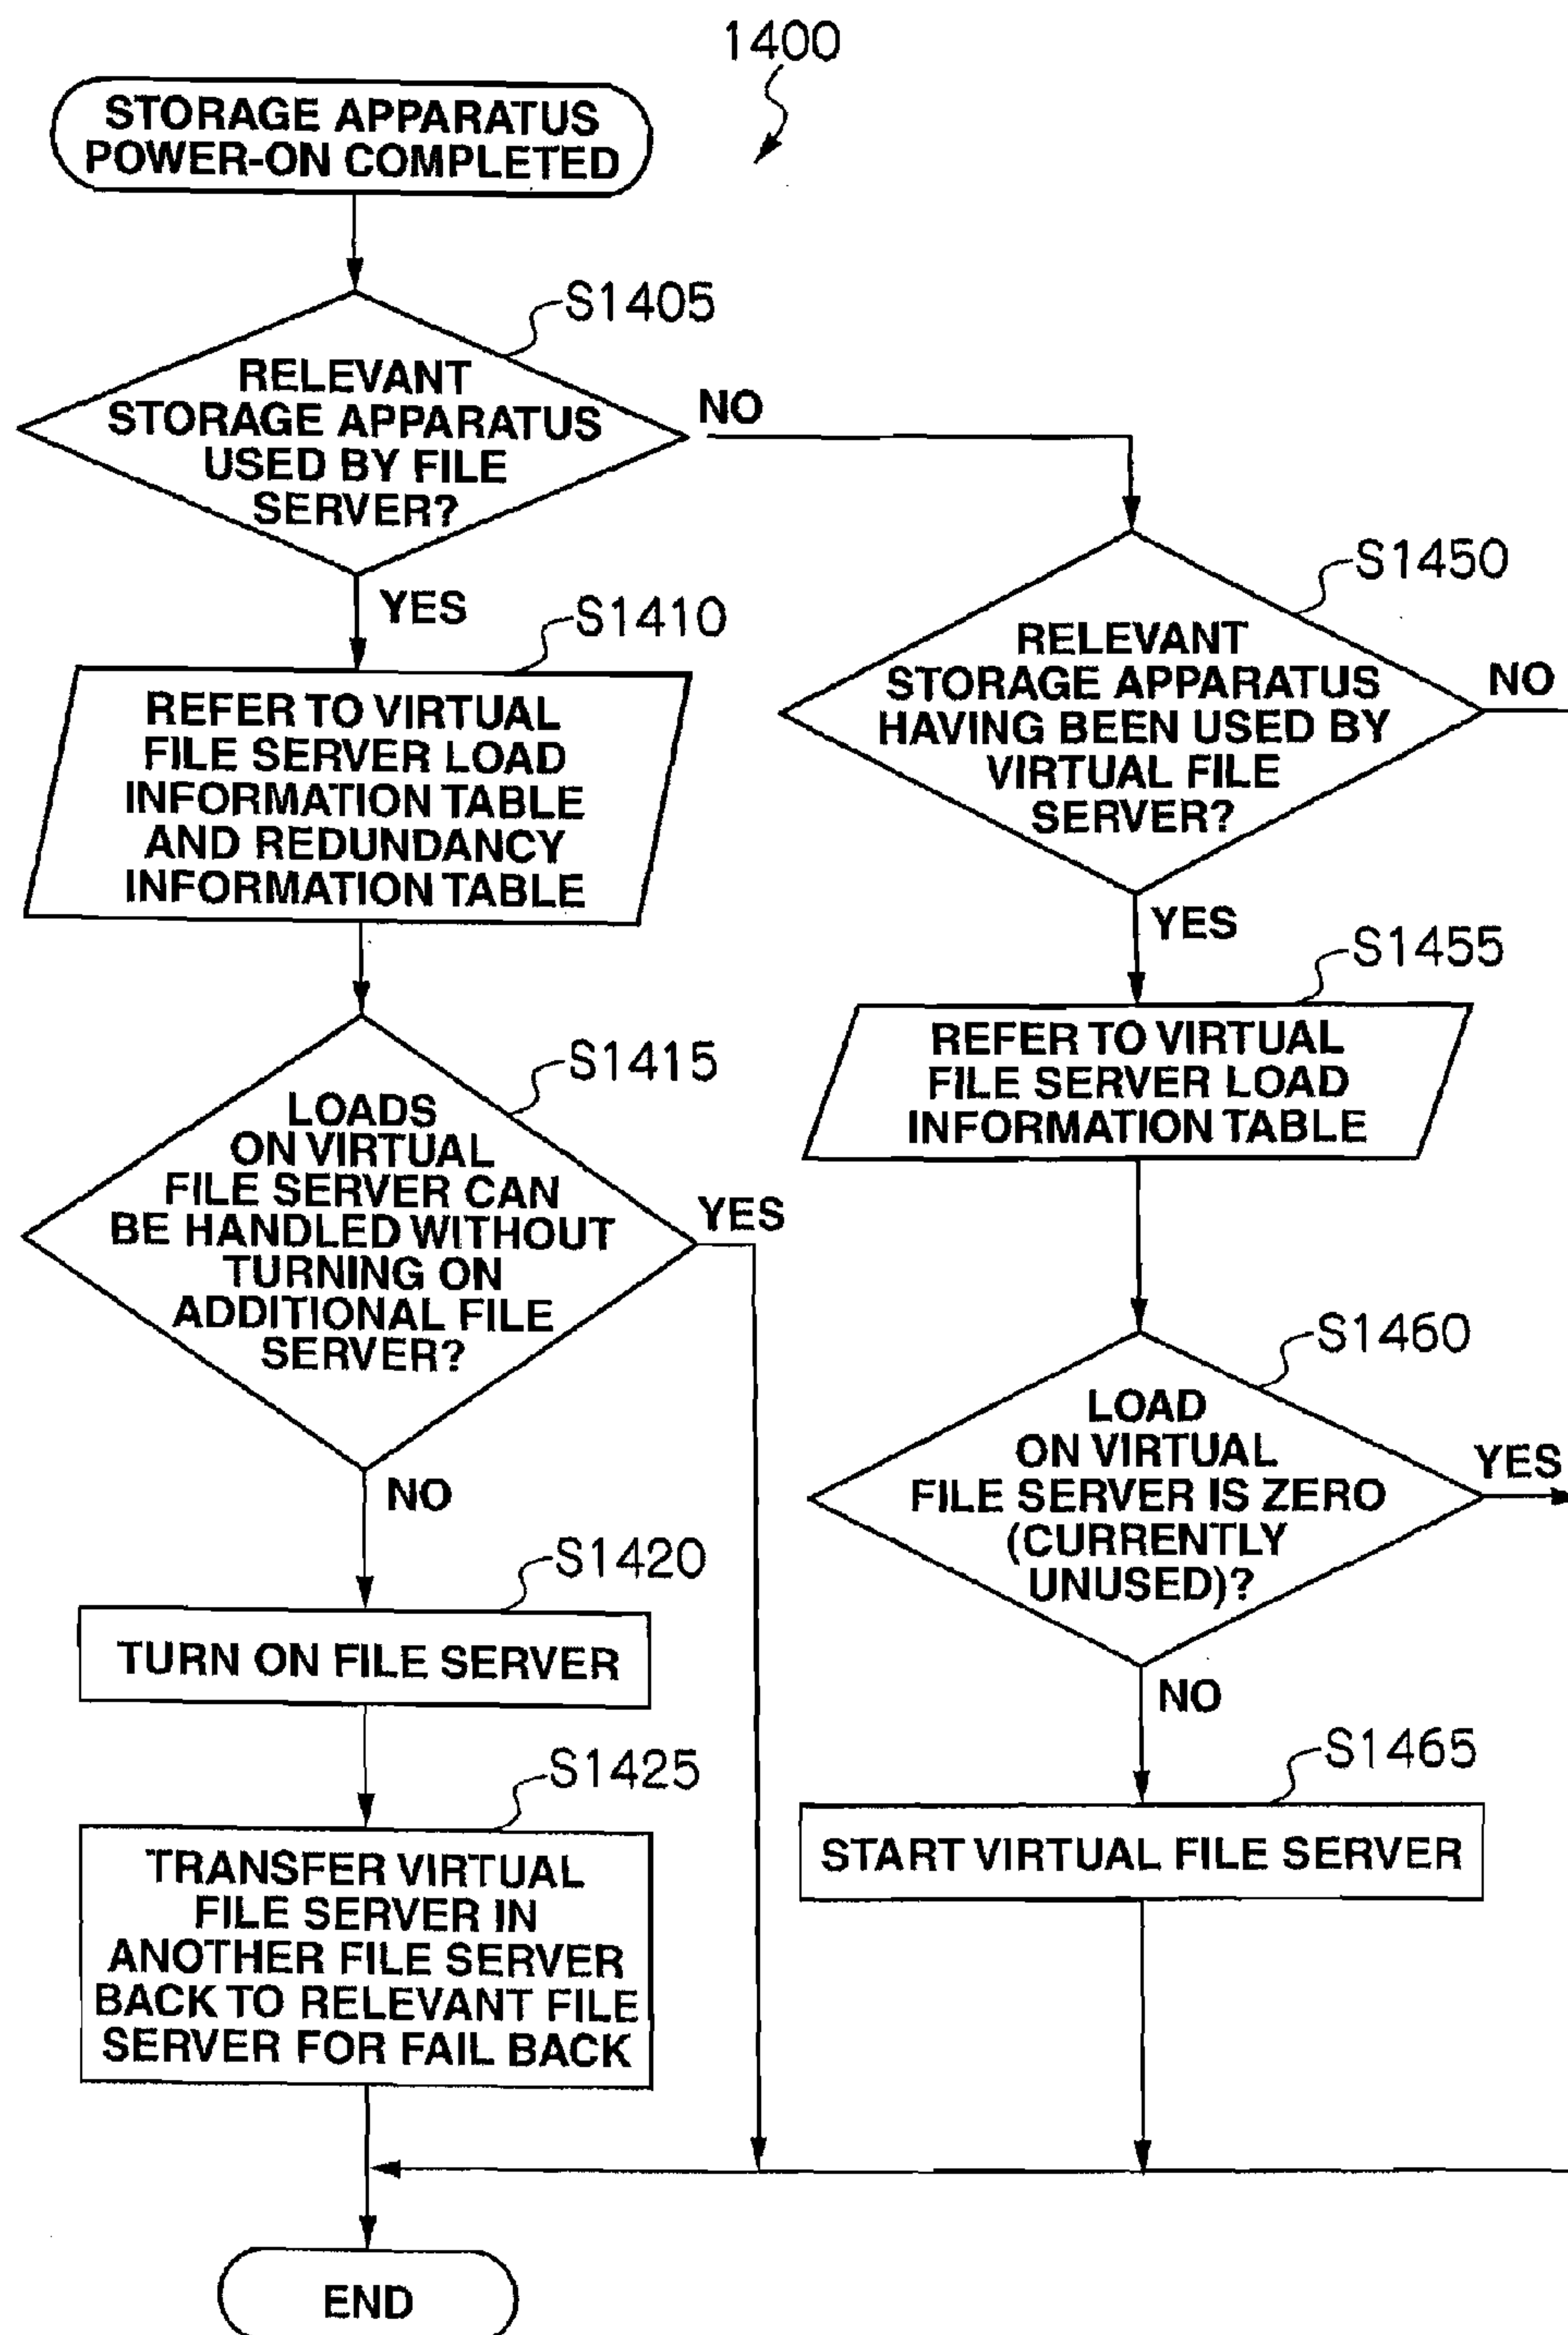 1400
STORAGE APPARATUS
POWER-ON COMPLETED
S1405
RELEVANT
STORAGE APPARATUS
USED BY FILE
SERVER?
NO
YES
S1410
REFER TO VIRTUAL
FILE SERVER LOAD
INFORMATION TABLE
AND REDUNDANCY
INFORMATION TABLE
S1415
LOADS
ON VIRTUAL
FILE SERVER CAN
BE HANDLED WITHOUT
TURNING ON
ADDITIONAL FILE
SERVER?
YES
NO
S1420
TURN ON FILE SERVER
S1425
TRANSFER VIRTUAL
FILE SERVER IN
ANOTHER FILE SERVER
BACK TO RELEVANT FILE
SERVER FOR FAIL BACK
END
S1450
RELEVANT
STORAGE APPARATUS
HAVING BEEN USED BY
VIRTUAL FILE
SERVER?
NO
YES
S1455
REFER TO VIRTUAL
FILE SERVER LOAD
INFORMATION TABLE
S1460
LOAD
ON VIRTUAL
FILE SERVER IS ZERO
(CURRENTLY
UNUSED)?
YES
NO
S1465
START VIRTUAL FILE SERVER